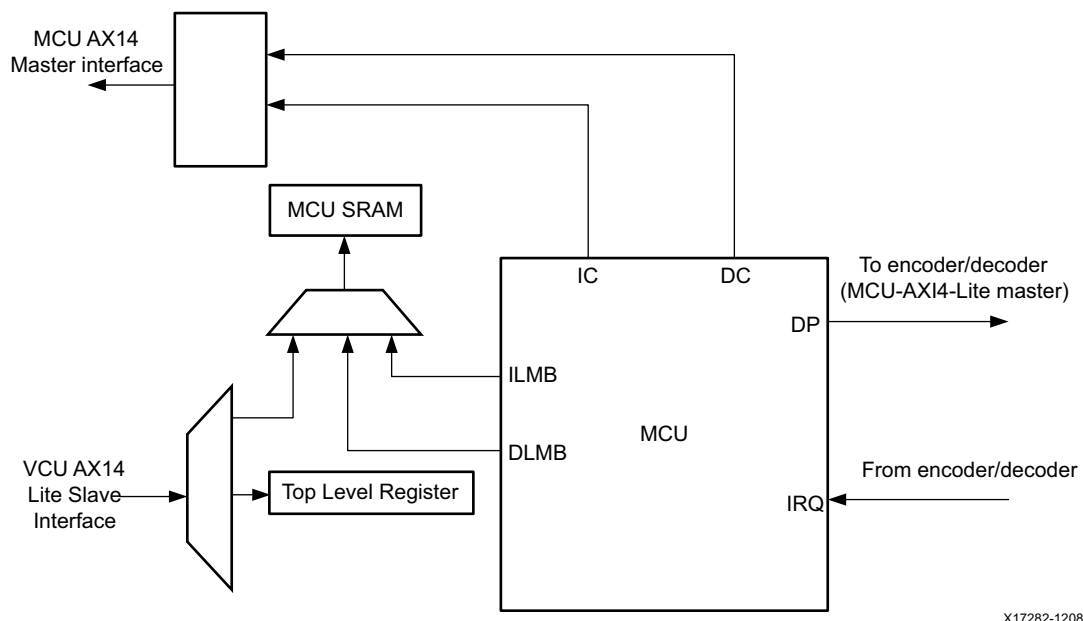 MCU AX14
Master interface
MCU SRAM
IC
DC
To encoder/decoder
(MCU-AXI4-Lite master)
DP
ILMB
MCU
DLMB
VCU AX14
Lite Slave
Interface
Top Level Register
From encoder/decoder
IRQ
X17282-1208